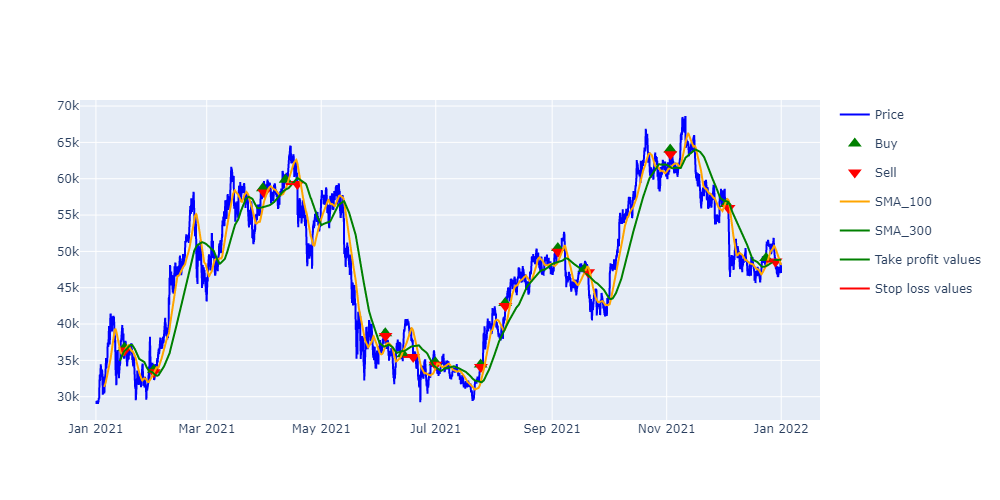 70k
65k
60k
55k
50k
45k
40k
35k
30k
Jan 2021
Mar 2021
May 2021
Jul 2021
Sep 2021
Nov 2021
Jan 2022
Price
Buy
Sell
SMA_100
SMA_300
Take profit values
Stop loss values